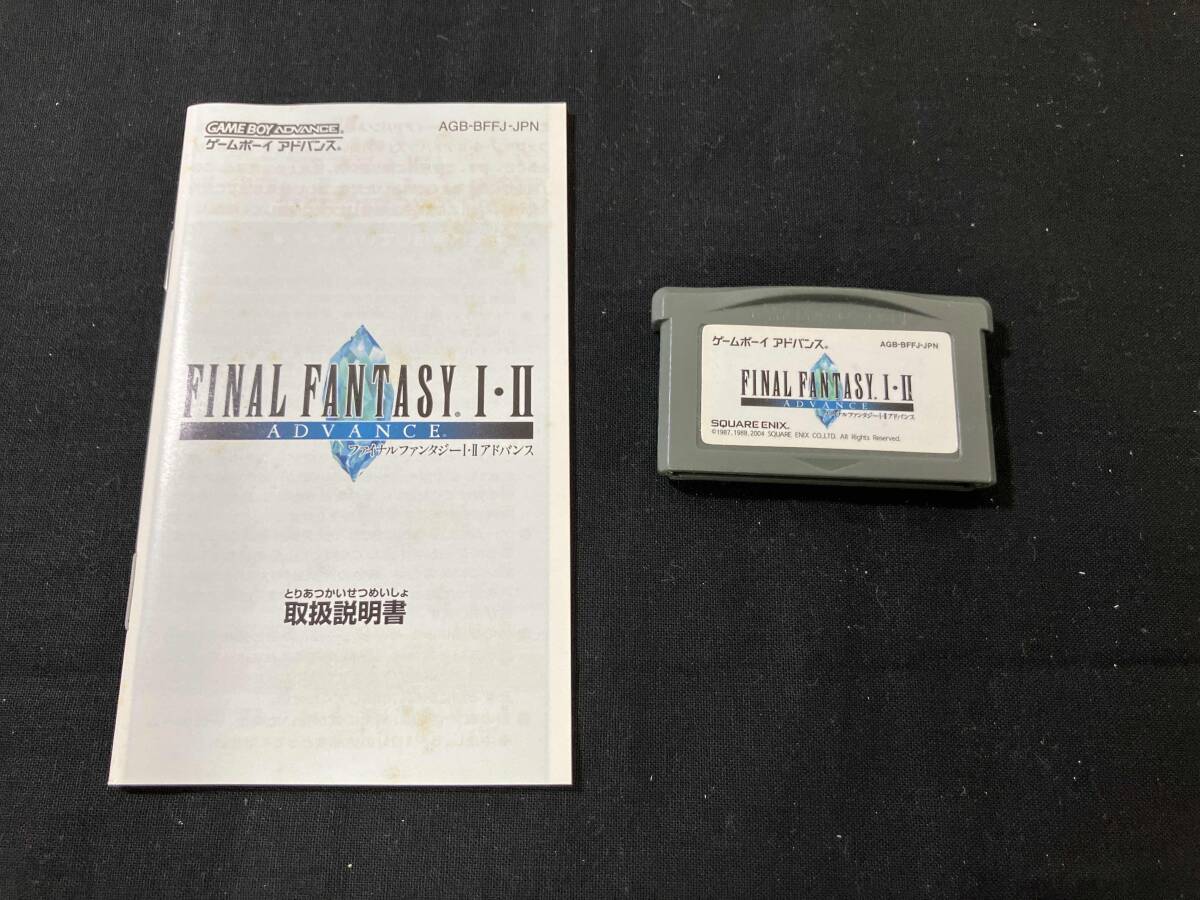 GAME BOY ADVANCE®
ゲームボーイ アドバンス®
AGB-BFFJ-JPN
FINAL FANTASY® I・II
ADVANCE®
ファイナルファンタジーI・II アドバンス
とりあつかいせつめいしょ
取扱説明書
ゲームボーイ アドバンス®
AGB-BFFJ-JPN
FINAL FANTASY® I・II
ADVANCE
ファイナルファンタジーI・II アドバンス
SQUARE ENIX®
©1987, 1988, 2004 SQUARE ENIX CO.,LTD. All Rights Reserved.